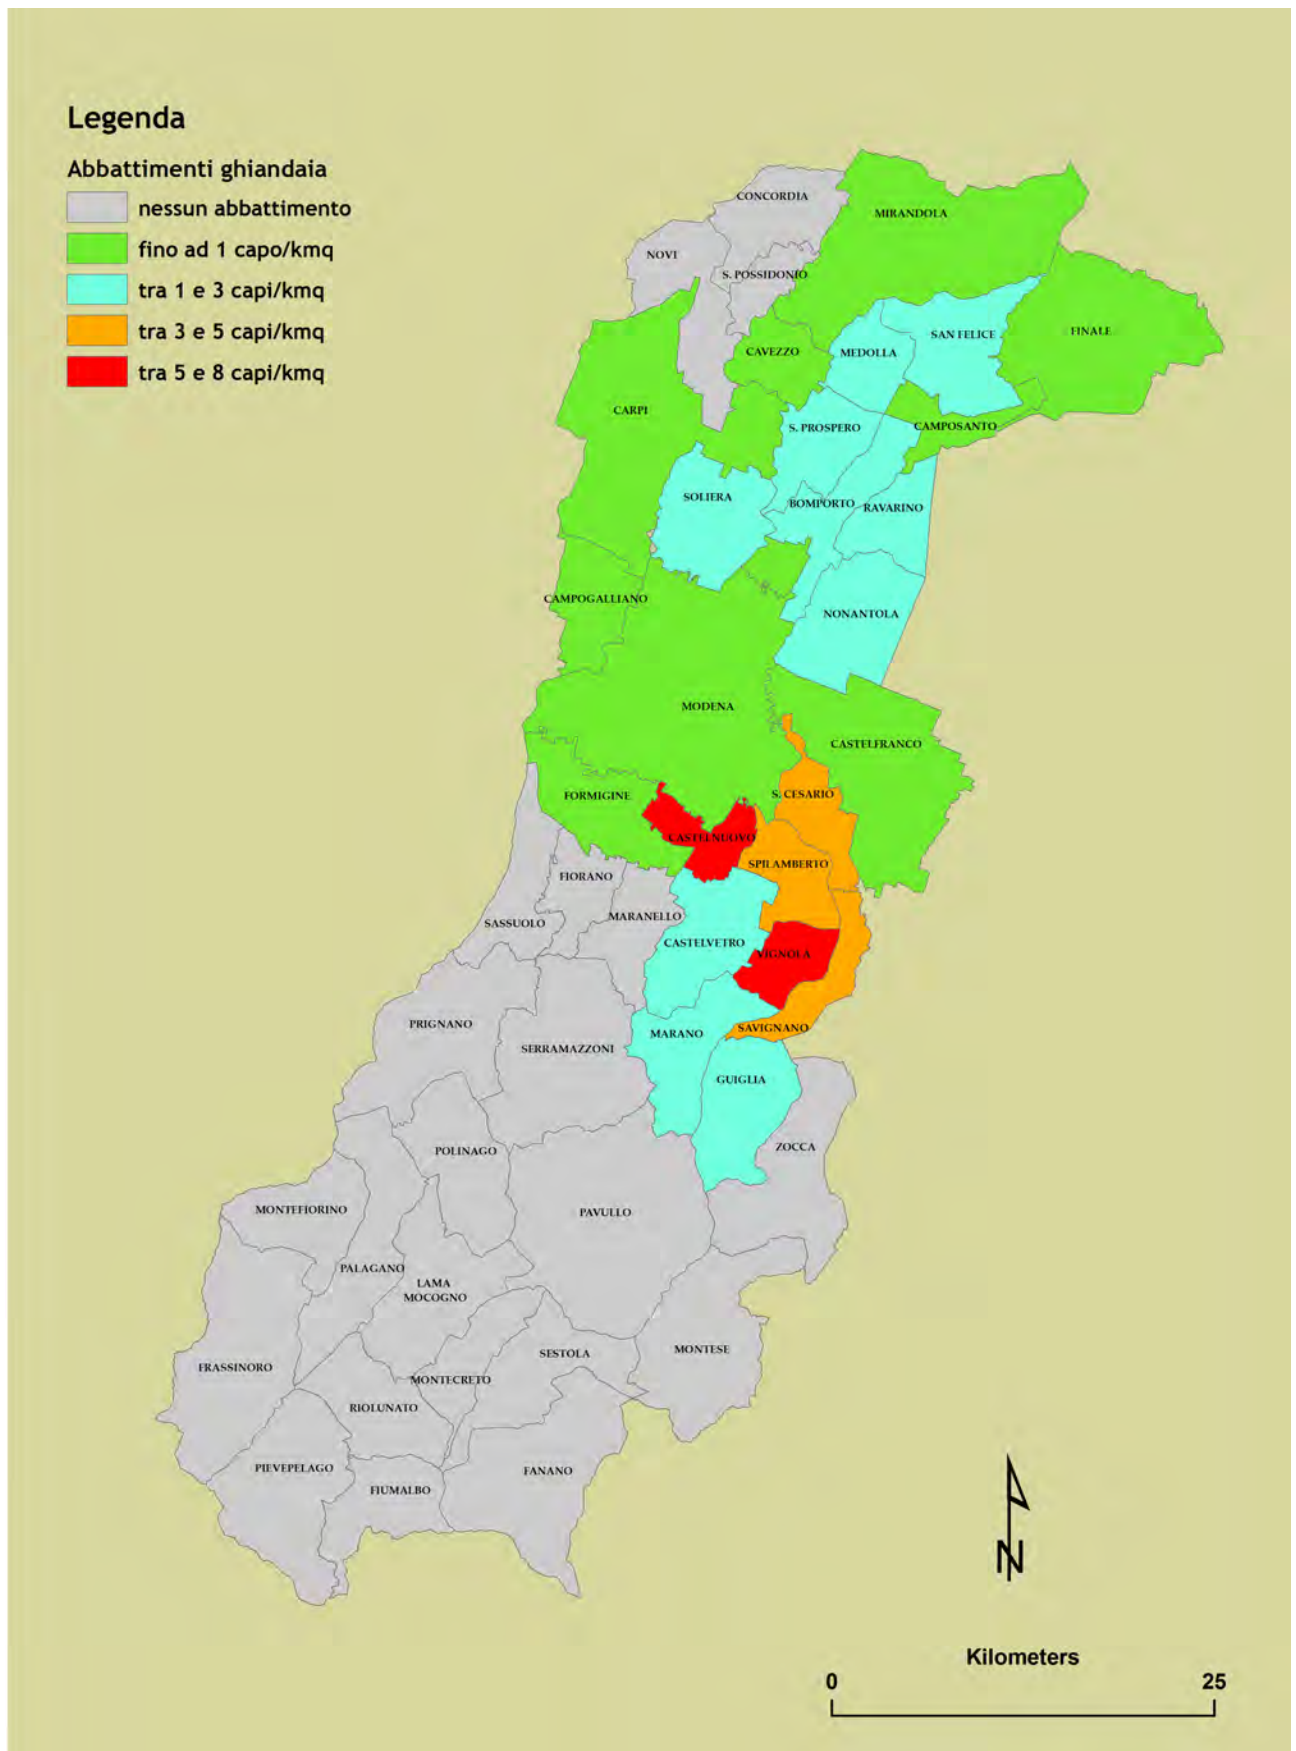 Legenda
Abbattimenti ghiandaia
nessun abbattimento
fino ad 1 capo/kmq
tra 1 e 3 capi/kmq
tra 3 e 5 capi/kmq
tra 5 e 8 capi/kmq
CONCORDIA
MIRANDOLA
NOVI
S. POSSIDONIO
SAN FELICE
FINALE
CAVEZZO
MEDOLLA
CARPI
S. PROSPERO
CAMPOSANTO
SOLIERA
BOMPORTO
RAVARINO
CAMPOGALLIANO
NONANTOLA
MODENA
CASTELFRANCO
FORMIGINE
S. CESARIO
CASTELNUOVO
SPILAMBERTO
FIORANO
MARANELLO
SASSUOLO
CASTELVETRO
VIGNOLA
PRIGNANO
SERRAMAZZONI
MARANO
SAVIGNANO
GUIGLIA
ZOCCA
POLINAGO
MONTEFIORINO
PAVULLO
PALAGANO
LAMA
MOCOGNO
SESTOLA
MONTESE
FRASSINORO
MONTECRETO
RIOLUNATO
PIEVEPELAGO
FANANO
FIUMALBO
N
Kilometers
0 25